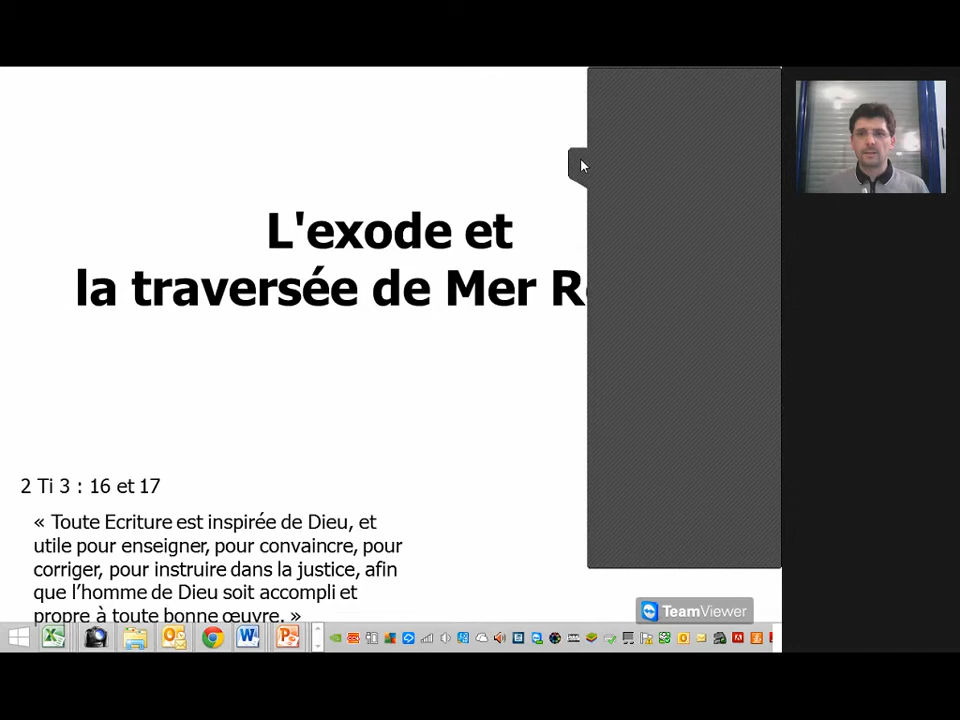 L'exode et
la traversée de Mer
2 Ti 3 : 16 et 17
« Toute Ecriture est inspirée de Dieu, et
utile pour enseigner, pour convaincre, pour
corriger, pour instruire dans la justice, afin
que l'homme de Dieu soit accompli et
propre à toute bonne œuvre. »
TeamViewer